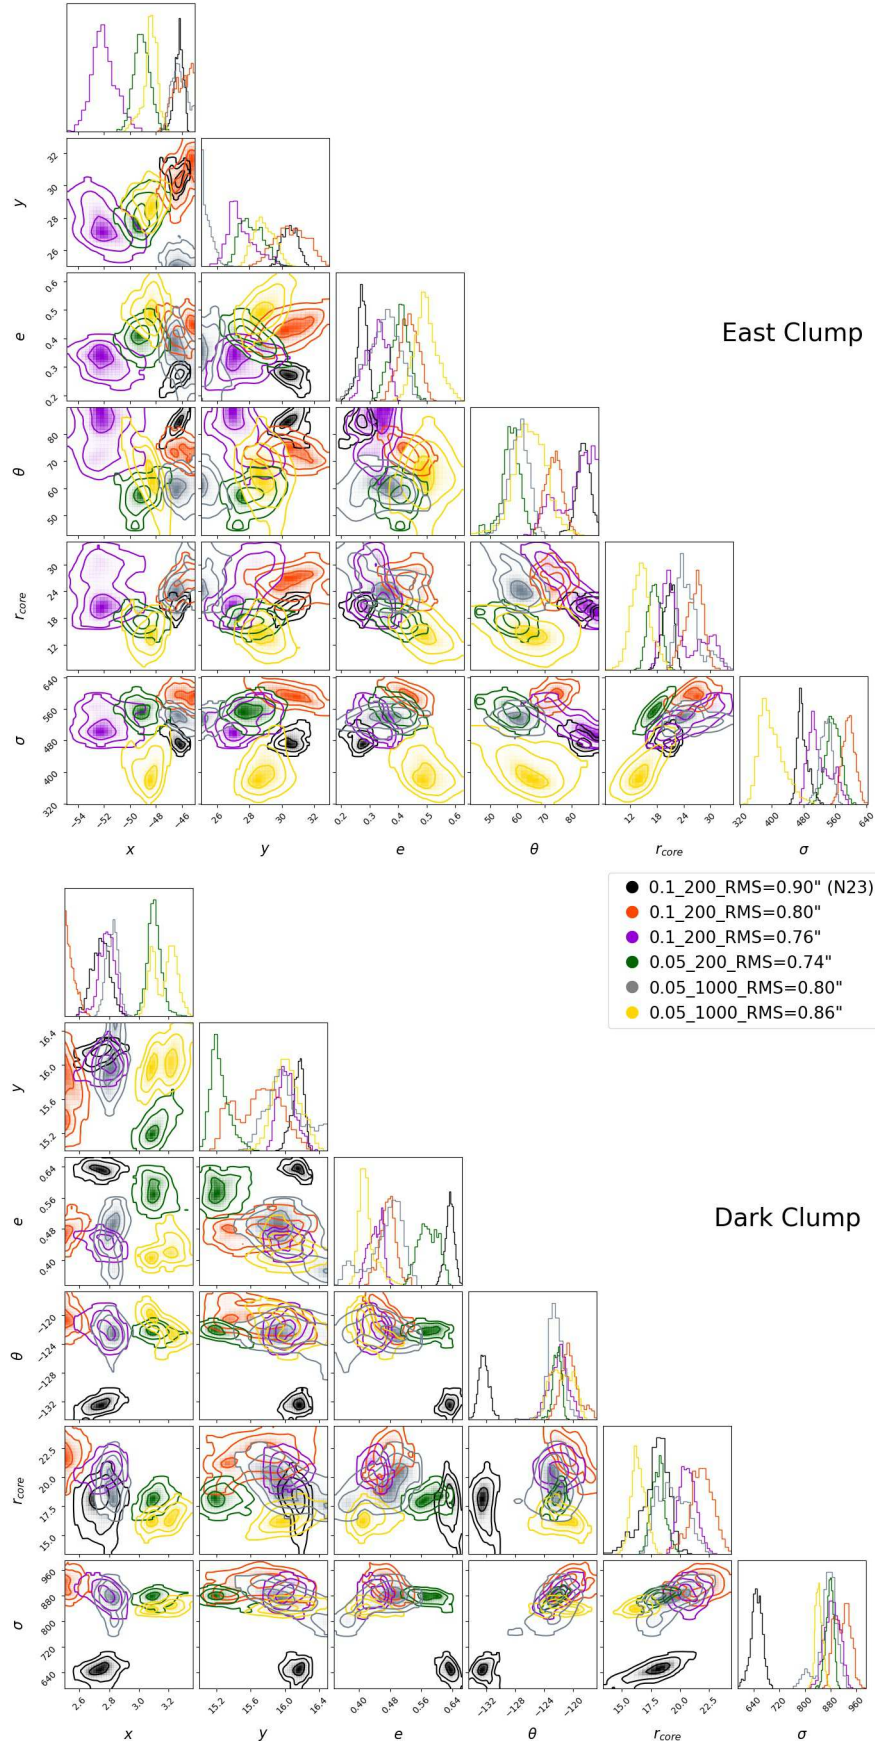 32
30
y
28
26
0.6
0.5
e
0.4
0.3
0.2
East Clump
80
70
θ
60
50
30
24
r_core
18
12
640
560
σ
480
400
320
−54 −52 −50 −48 −46
26 28 30 32
0.2 0.3 0.4 0.5 0.6
50 60 70 80
12 18 24 30
320 400 480 560 640
x y e θ r_core σ
0.1_200_RMS=0.90" (N23)
0.1_200_RMS=0.80"
0.1_200_RMS=0.76"
0.05_200_RMS=0.74"
0.05_1000_RMS=0.80"
0.05_1000_RMS=0.86"
16.4
16.0
y
15.6
15.2
0.64
0.56
e
0.48
0.40
Dark Clump
−120
−124
θ
−128
−132
22.5
20.0
r_core
17.5
15.0
960
880
σ
800
720
640
2.6 2.8 3.0 3.2
15.2 15.6 16.0 16.4
0.40 0.48 0.56 0.64
−132 −128 −124 −120
15.0 17.5 20.0 22.5
640 720 800 880 960
x y e θ r_core σ